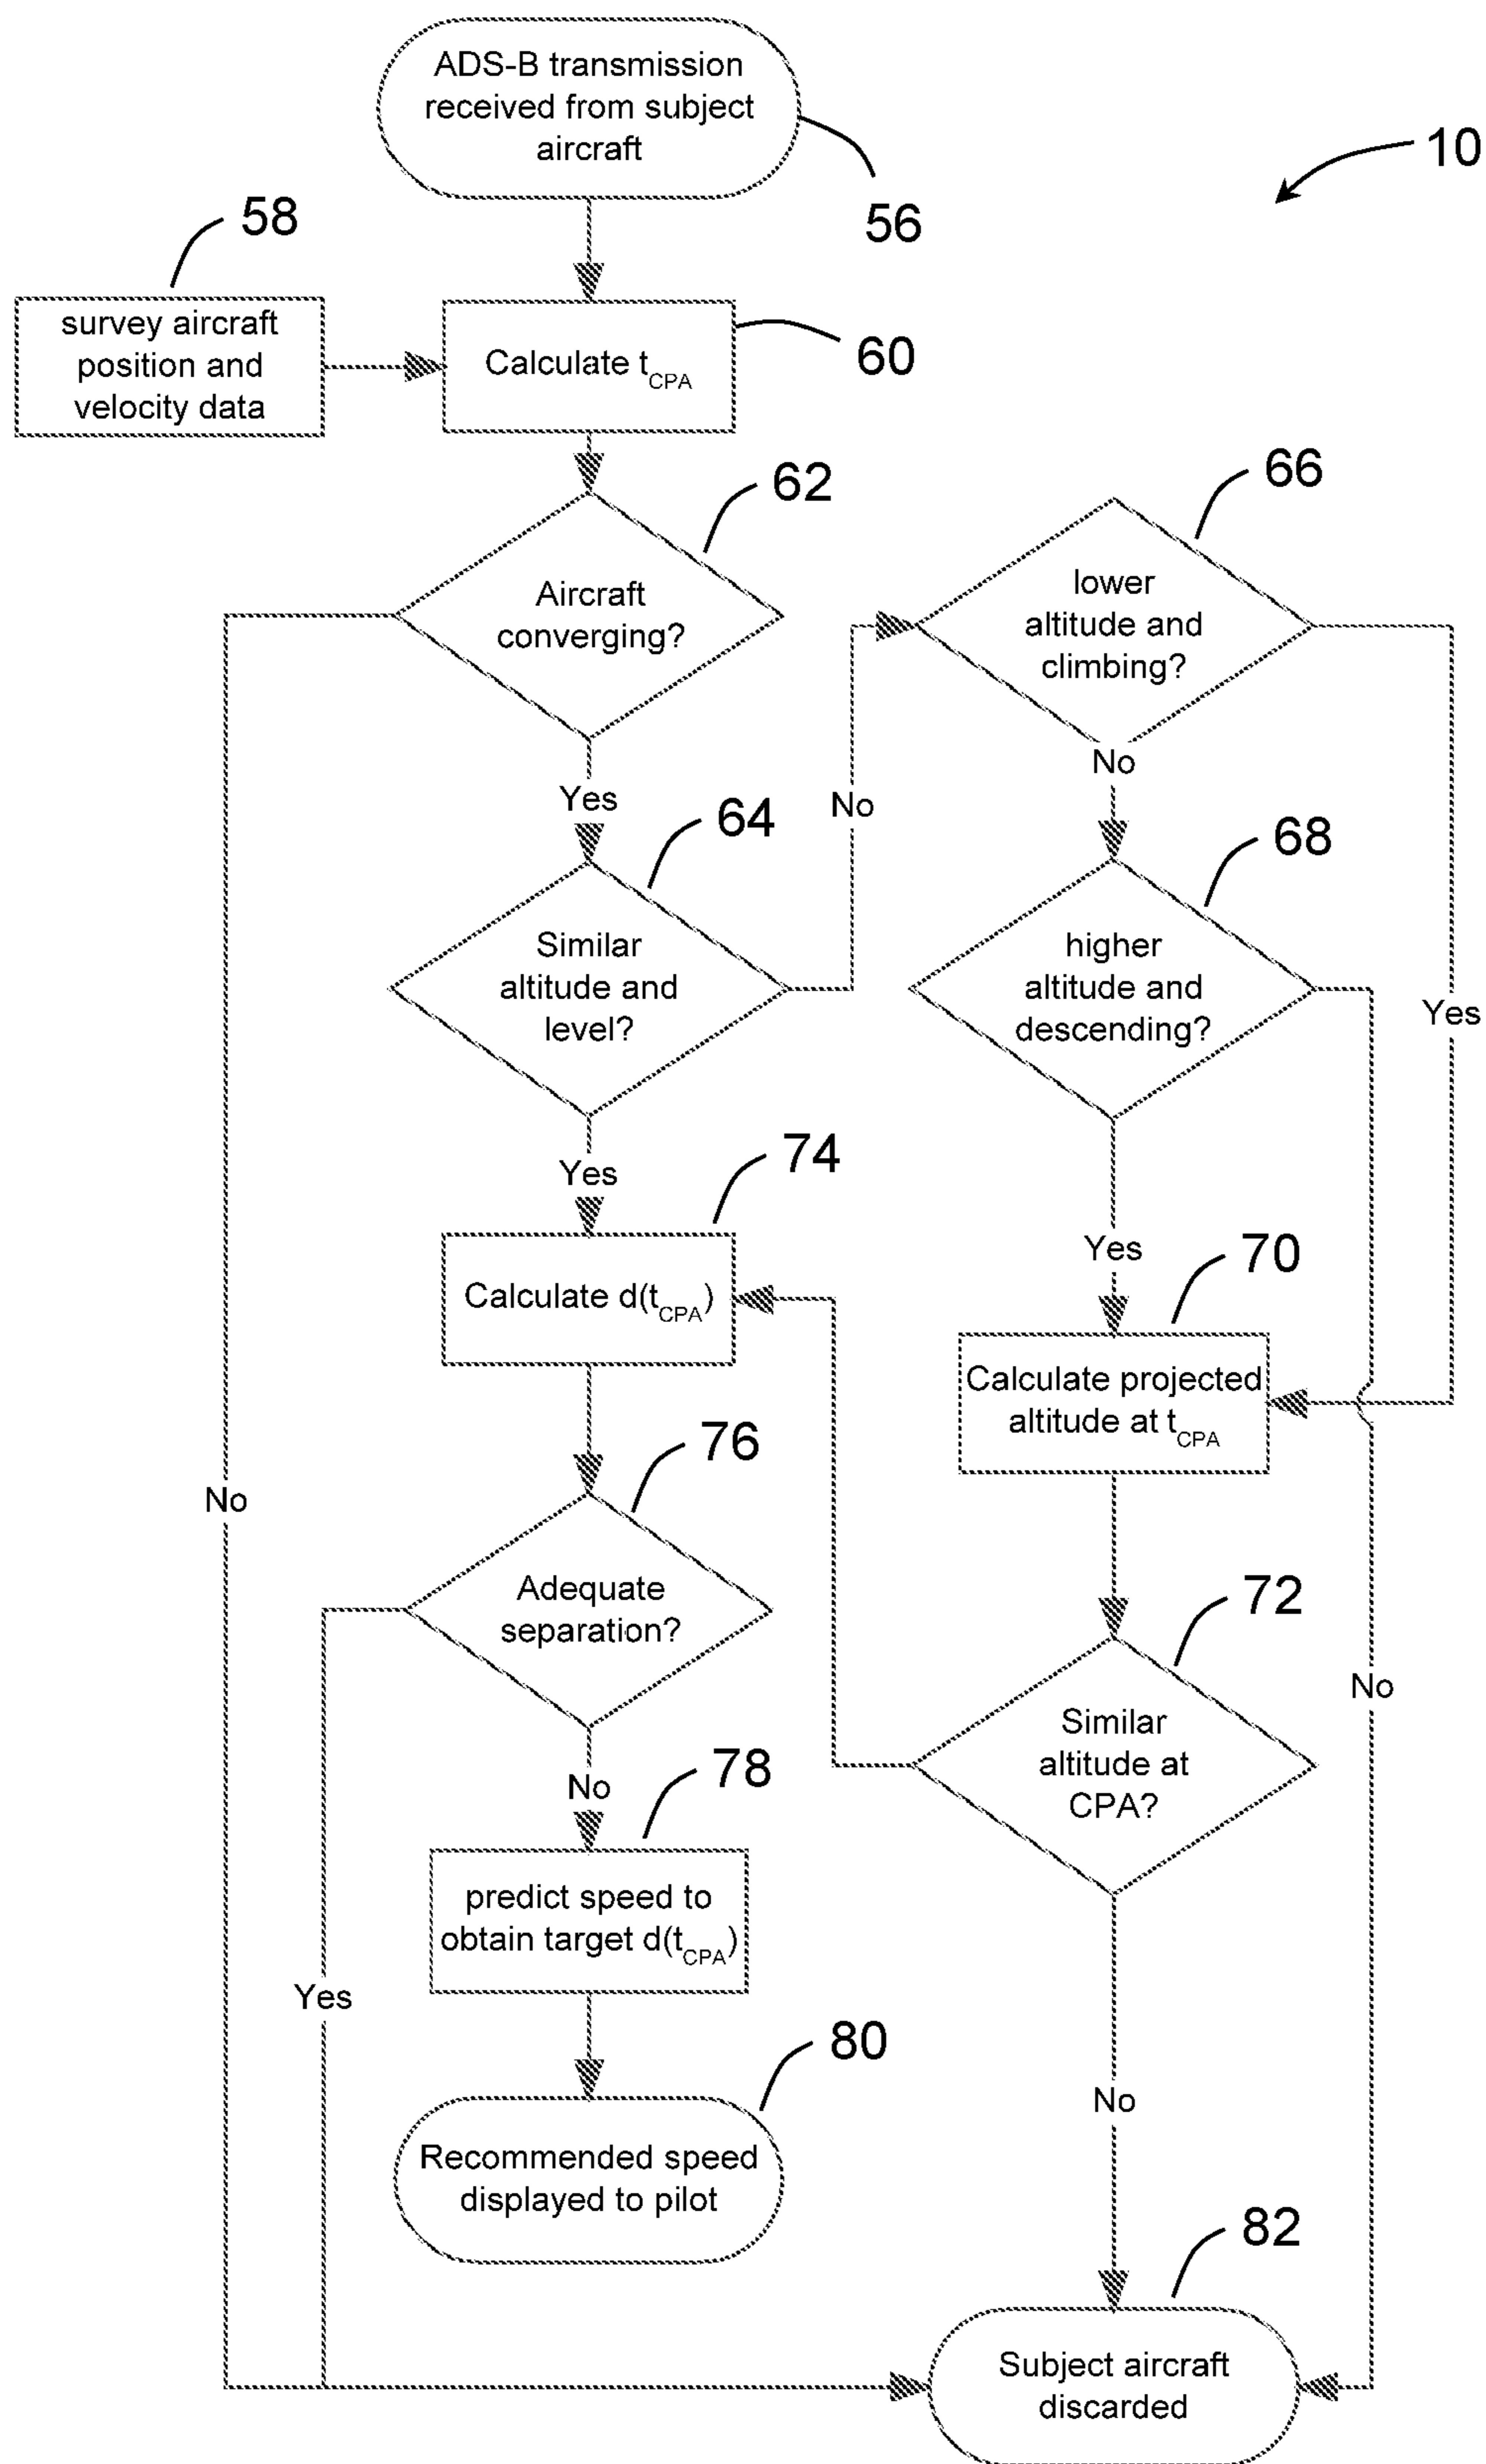 ADS-B transmission
received from subject
aircraft
10
56
58
survey aircraft
position and
velocity data
Calculate tCPA
60
62
Aircraft
converging?
66
lower
altitude and
climbing?
Yes
No
No
64
Similar
altitude and
level?
68
higher
altitude and
descending?
Yes
Yes
74
Calculate d(tCPA)
Yes
70
Calculate projected
altitude at tCPA
No
76
Adequate
separation?
72
Similar
altitude at
CPA?
No
No
78
predict speed to
obtain target d(tCPA)
Yes
80
Recommended speed
displayed to pilot
No
82
Subject aircraft
discarded